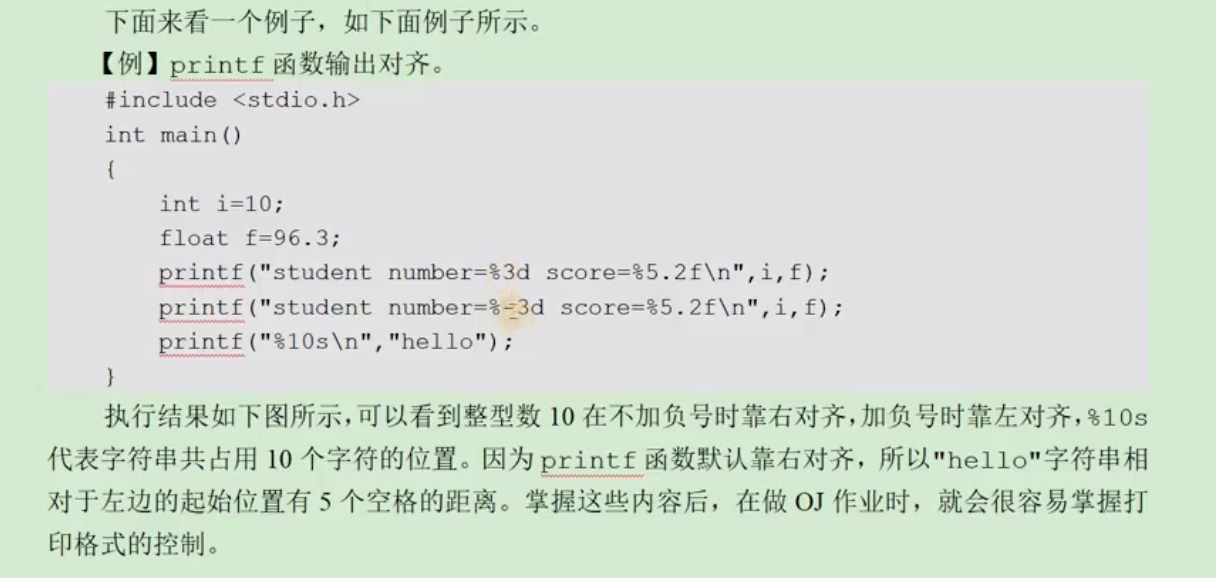 下面来看一个例子，如下面例子所示。
【例】printf 函数输出对齐。
#include <stdio.h>
int main()
{
int i=10;
float f=96.3;
printf("student number=%3d score=%5.2f\n",i,f);
printf("student number=%-3d score=%5.2f\n",i,f);
printf("%10s\n","hello");
}
执行结果如下图所示，可以看到整型数 10 在不加负号时靠右对齐，加负号时靠左对齐，%10s
代表字符串共占用 10 个字符的位置。因为 printf 函数默认靠右对齐，所以"hello"字符串相
对于左边的起始位置有 5 个空格的距离。掌握这些内容后，在做 OJ 作业时，就会很容易掌握打
印格式的控制。